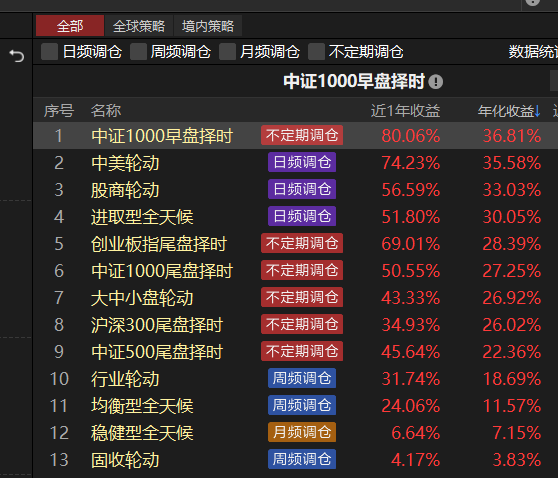 全部 全球策略 境内策略
日频调仓 周频调仓 月频调仓 不定期调仓 数据统
中证1000早盘择时
序号 名称 近1年收益 年化收益↓
1 中证1000早盘择时 不定期调仓 80.06% 36.81%
2 中美轮动 日频调仓 74.23% 35.58%
3 股商轮动 日频调仓 56.59% 33.03%
4 进取型全天候 日频调仓 51.80% 30.05%
5 创业板指尾盘择时 不定期调仓 69.01% 28.39%
6 中证1000尾盘择时 不定期调仓 50.55% 27.25%
7 大中小盘轮动 不定期调仓 43.33% 26.92%
8 沪深300尾盘择时 不定期调仓 34.93% 26.02%
9 中证500尾盘择时 不定期调仓 45.64% 22.36%
10 行业轮动 周频调仓 31.74% 18.69%
11 均衡型全天候 周频调仓 24.06% 11.57%
12 稳健型全天候 月频调仓 6.64% 7.15%
13 固收轮动 周频调仓 4.17% 3.83%